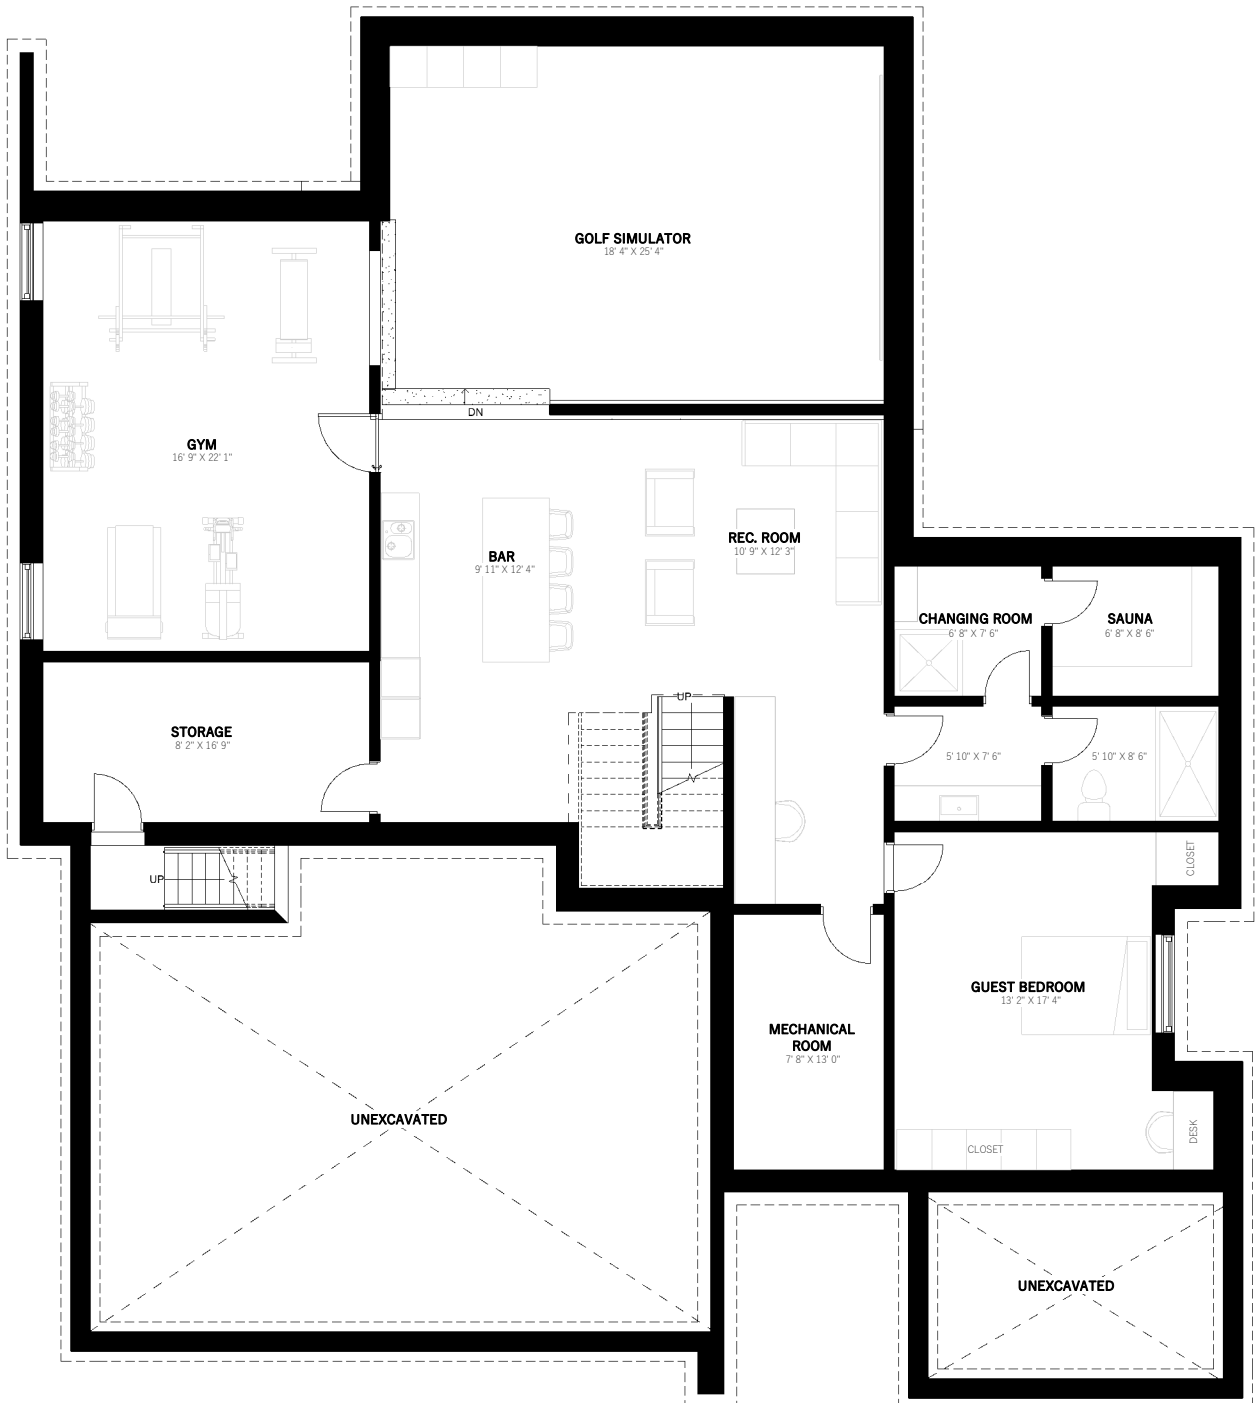 GOLF SIMULATOR
18' 4" X 25' 4"
DN
GYM
16' 9" X 22' 1"
BAR
9' 11" X 12' 4"
REC. ROOM
10' 9" X 12' 3"
CHANGING ROOM
6' 8" X 7' 6"
SAUNA
6' 8" X 8' 6"
UP
STORAGE
8' 2" X 16' 9"
5' 10" X 7' 6"
5' 10" X 8' 6"
CLOSET
UP
GUEST BEDROOM
13' 2" X 17' 4"
MECHANICAL
ROOM
7' 8" X 13' 0"
UNEXCAVATED
DESK
CLOSET
UNEXCAVATED